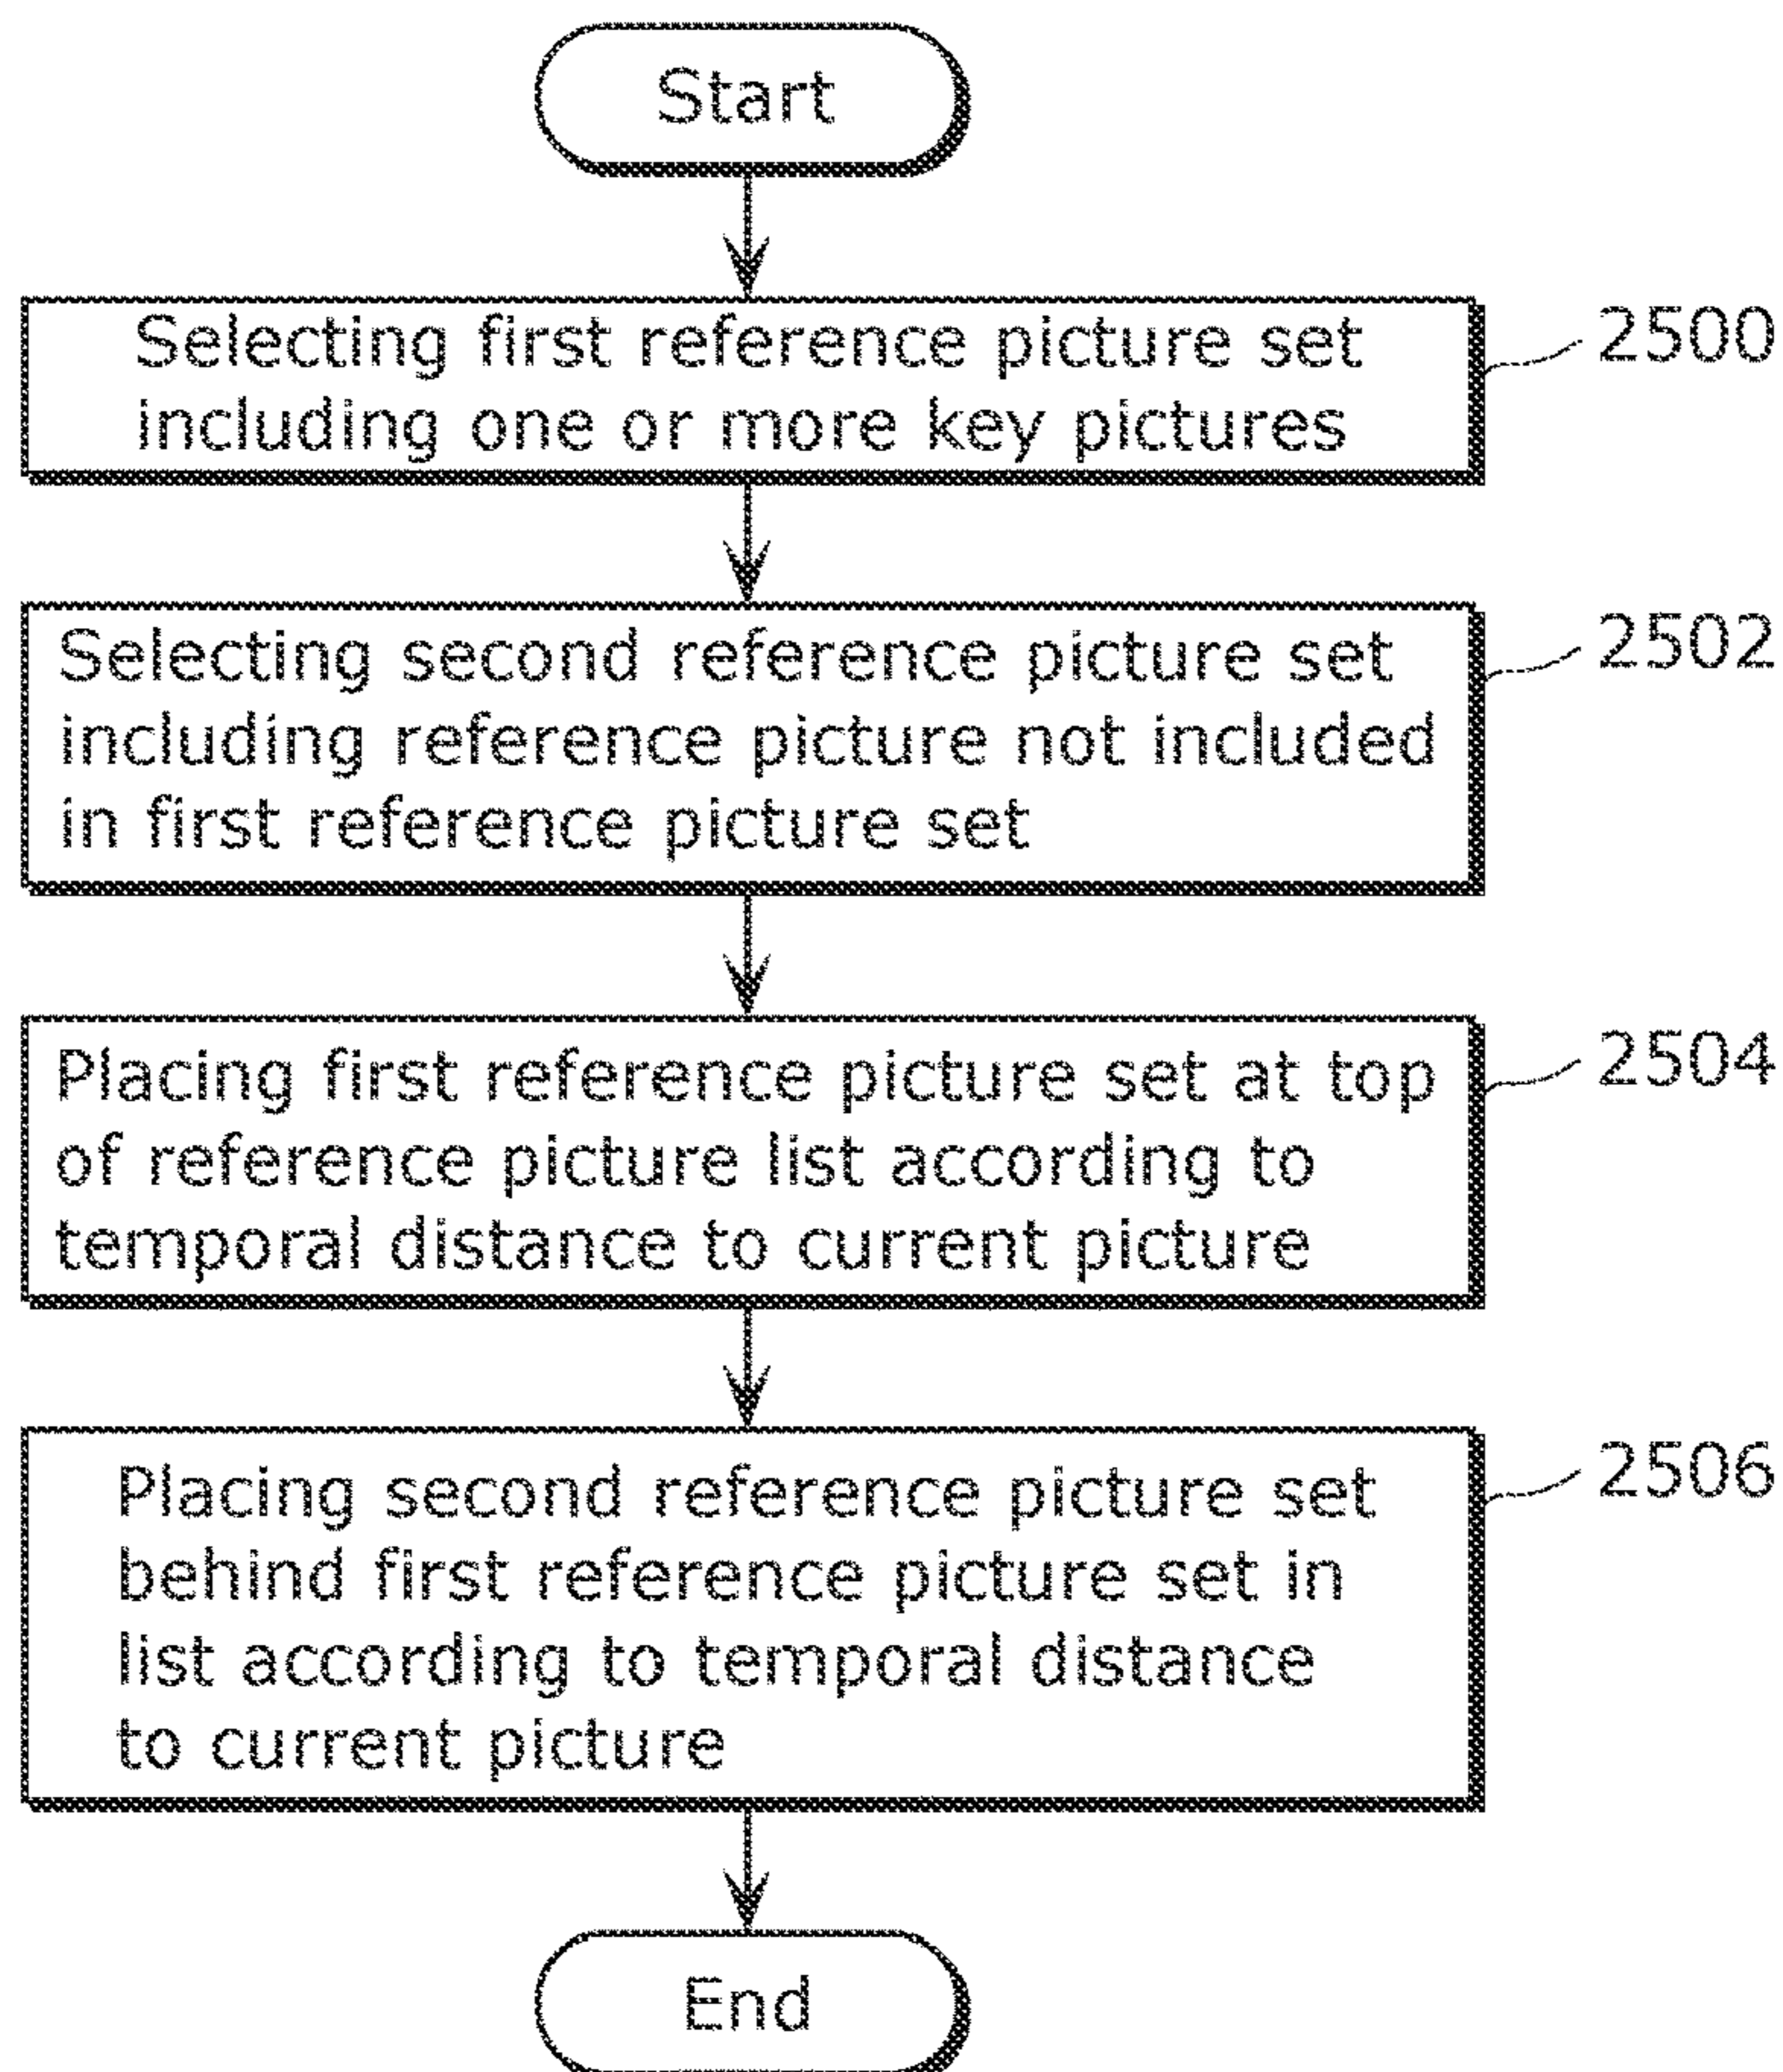 Start
Selecting first reference picture set
including one or more key pictures
2500
Selecting second reference picture set
including reference picture not included
in first reference picture set
2502
Placing first reference picture set at top
of reference picture list according to
temporal distance to current picture
2504
Placing second reference picture set
behind first reference picture set in
list according to temporal distance
to current picture
2506
End